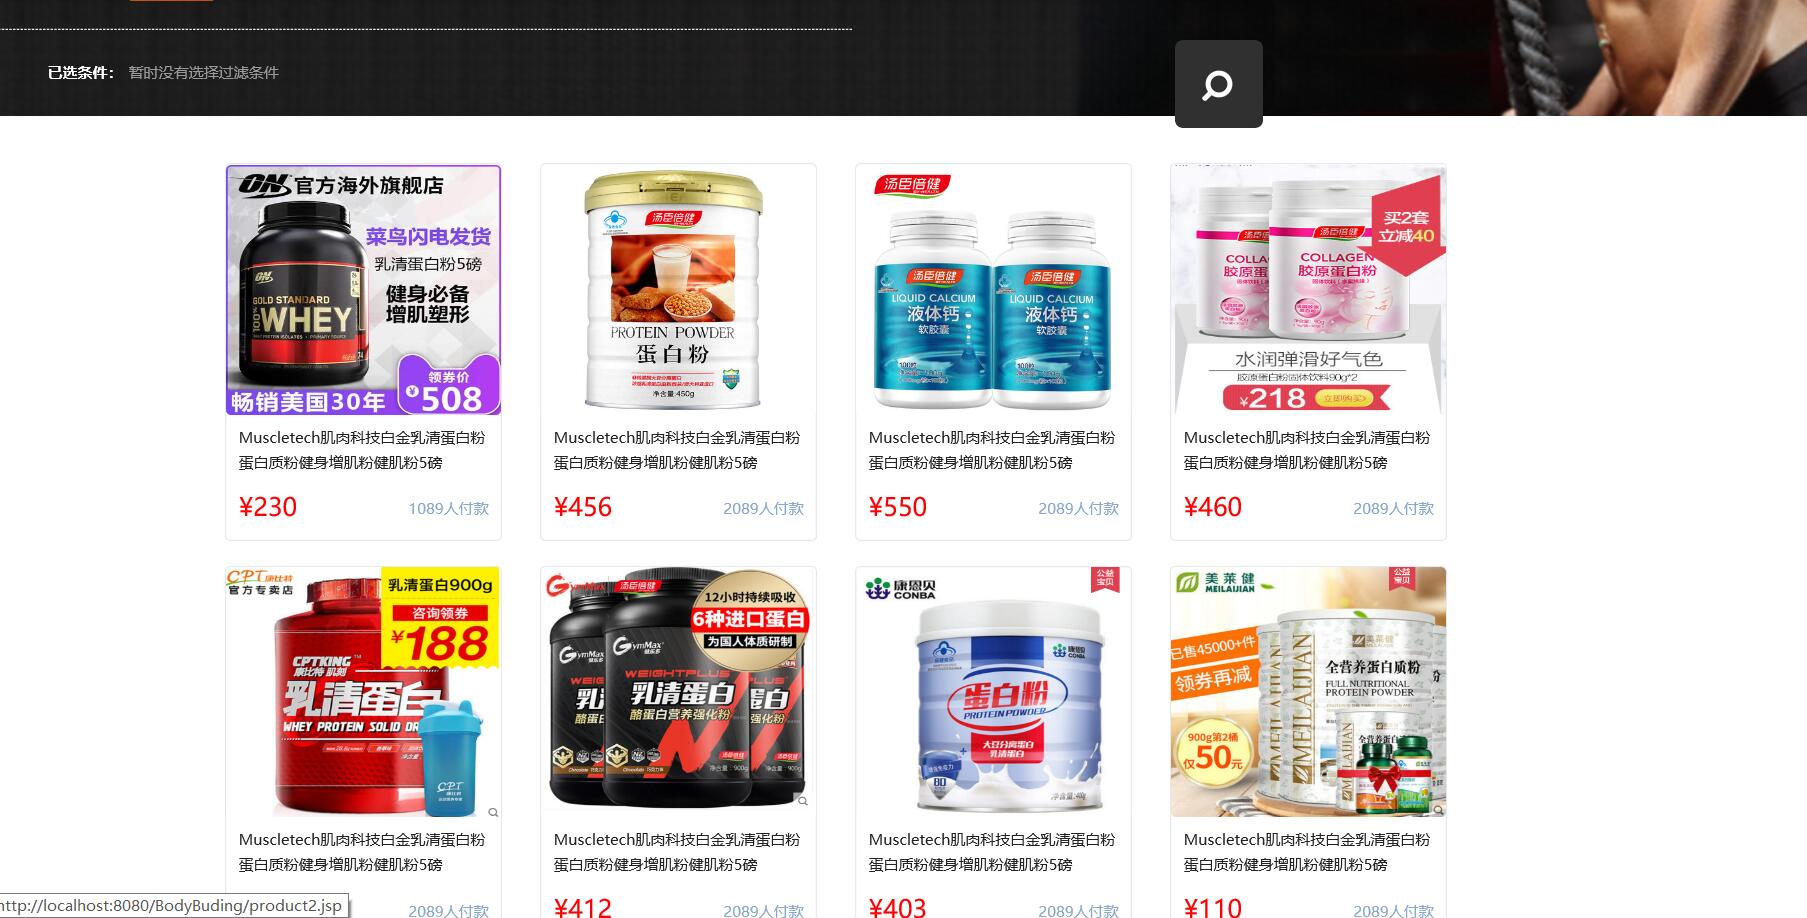 已选条件： 暂时没有选择过滤条件
ON 官方海外旗舰店
菜鸟闪电发货
乳清蛋白粉5磅
健身必备
增肌塑形
ON
GOLD STANDARD
100% WHEY
领券价
¥508
畅销美国30年
汤臣倍健
PROTEIN POWDER
蛋白粉
净含量:450g
汤臣倍健
汤臣倍健
LIQUID CALCIUM
液体钙
软胶囊
汤臣倍健
LIQUID CALCIUM
液体钙
软胶囊
买2套
立减40
汤臣倍健
COLLAGEN
胶原蛋白粉
水润弹滑好气色
胶原蛋白粉固体饮料90g*2
¥218 立即购买>
Muscletech肌肉科技白金乳清蛋白粉
蛋白质粉健身增肌粉健肌粉5磅
¥230 1089人付款
Muscletech肌肉科技白金乳清蛋白粉
蛋白质粉健身增肌粉健肌粉5磅
¥456 2089人付款
Muscletech肌肉科技白金乳清蛋白粉
蛋白质粉健身增肌粉健肌粉5磅
¥550 2089人付款
Muscletech肌肉科技白金乳清蛋白粉
蛋白质粉健身增肌粉健肌粉5磅
¥460 2089人付款
CPT康比特
官方专卖店
乳清蛋白900g
咨询领券
¥188
CPTKING
康比特 肌刻
乳清蛋白
WHEY PROTEIN SOLID DR
CPT
GymMax
汤臣倍健
12小时持续吸收
6种进口蛋白
为国人体质研制
GymMax
WEIGHTPLUS
乳清蛋白
酪蛋白营养强化粉
康恩贝
CONBA
公益
宝贝
康恩贝
CONBA
蛋白粉
PROTEIN POWDER
大豆分离蛋白
乳清蛋白
净含量:400g
美莱健
MEILAIJIAN
公益
宝贝
已售45000+件
领券再减
900g第2桶
仅50元
MEILAIJIAN
美莱健
全营养蛋白质粉
FULL NUTRITIONAL
PROTEIN POWDER
Muscletech肌肉科技白金乳清蛋白粉
蛋白质粉健身增肌粉健肌粉5磅
2089人付款
Muscletech肌肉科技白金乳清蛋白粉
蛋白质粉健身增肌粉健肌粉5磅
¥412 2089人付款
Muscletech肌肉科技白金乳清蛋白粉
蛋白质粉健身增肌粉健肌粉5磅
¥403 2089人付款
Muscletech肌肉科技白金乳清蛋白粉
蛋白质粉健身增肌粉健肌粉5磅
¥110 2089人付款
http://localhost:8080/BodyBuding/product2.jsp